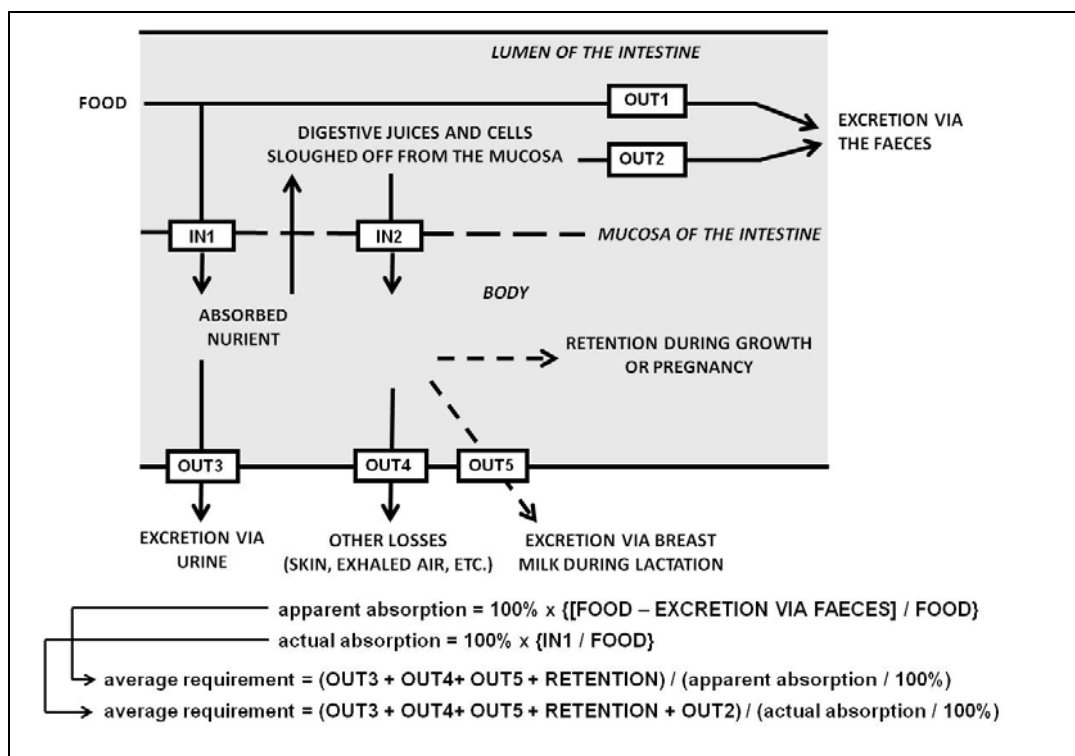 LUMEN OF THE INTESTINE
FOOD
OUT1
EXCRETION VIA
THE FAECES
DIGESTIVE JUICES AND CELLS
SLOUGHED OFF FROM THE MUCOSA
OUT2
IN1
IN2
MUCOSA OF THE INTESTINE
BODY
ABSORBED
NURIENT
RETENTION DURING GROWTH
OR PREGNANCY
OUT3
OUT4
OUT5
EXCRETION VIA
URINE
OTHER LOSSES
(SKIN, EXHALED AIR, ETC.)
EXCRETION VIA BREAST
MILK DURING LACTATION
apparent absorption = 100% x {[FOOD – EXCRETION VIA FAECES] / FOOD}
actual absorption = 100% x {IN1 / FOOD}
average requirement = (OUT3 + OUT4+ OUT5 + RETENTION) / (apparent absorption / 100%)
average requirement = (OUT3 + OUT4+ OUT5 + RETENTION + OUT2) / (actual absorption / 100%)